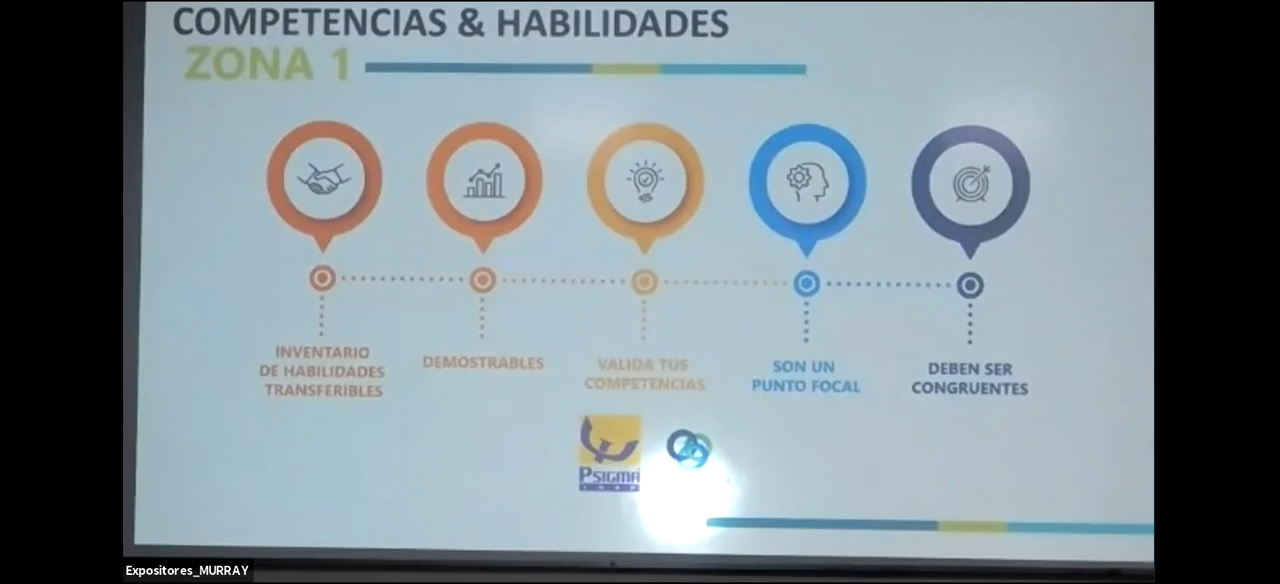 COMPETENCIAS & HABILIDADES
ZONA 1
INVENTARIO
DE HABILIDADES
TRANSFERIBLES
DEMOSTRABLES
VALIDA TUS
COMPETENCIAS
SON UN
PUNTO FOCAL
DEBEN SER
CONGRUENTES
PSIGMA
CORP
Expositores_MURRAY